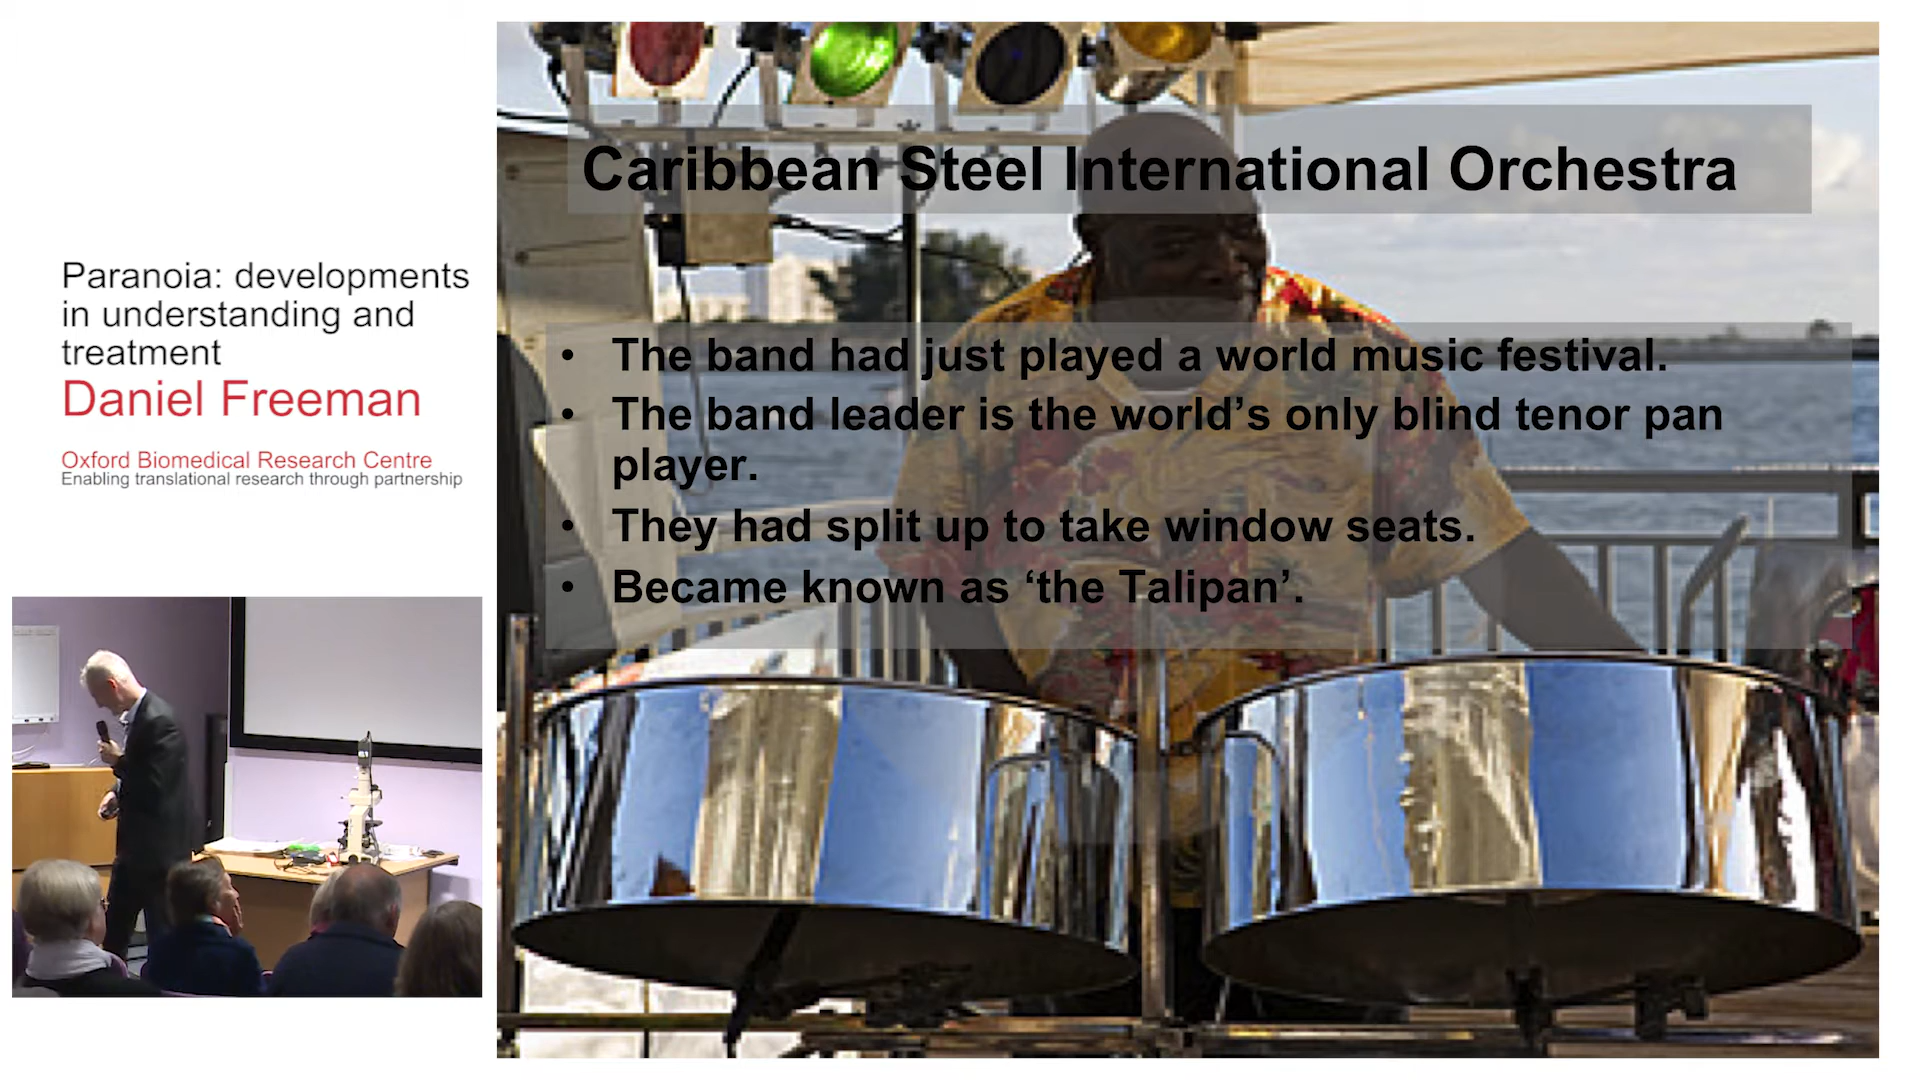 Paranoia: developments
in understanding and
treatment
Daniel Freeman
Oxford Biomedical Research Centre
Enabling translational research through partnership
Caribbean Steel International Orchestra
• The band had just played a world music festival.
• The band leader is the world’s only blind tenor pan
player.
• They had split up to take window seats.
• Became known as ‘the Talipan’.